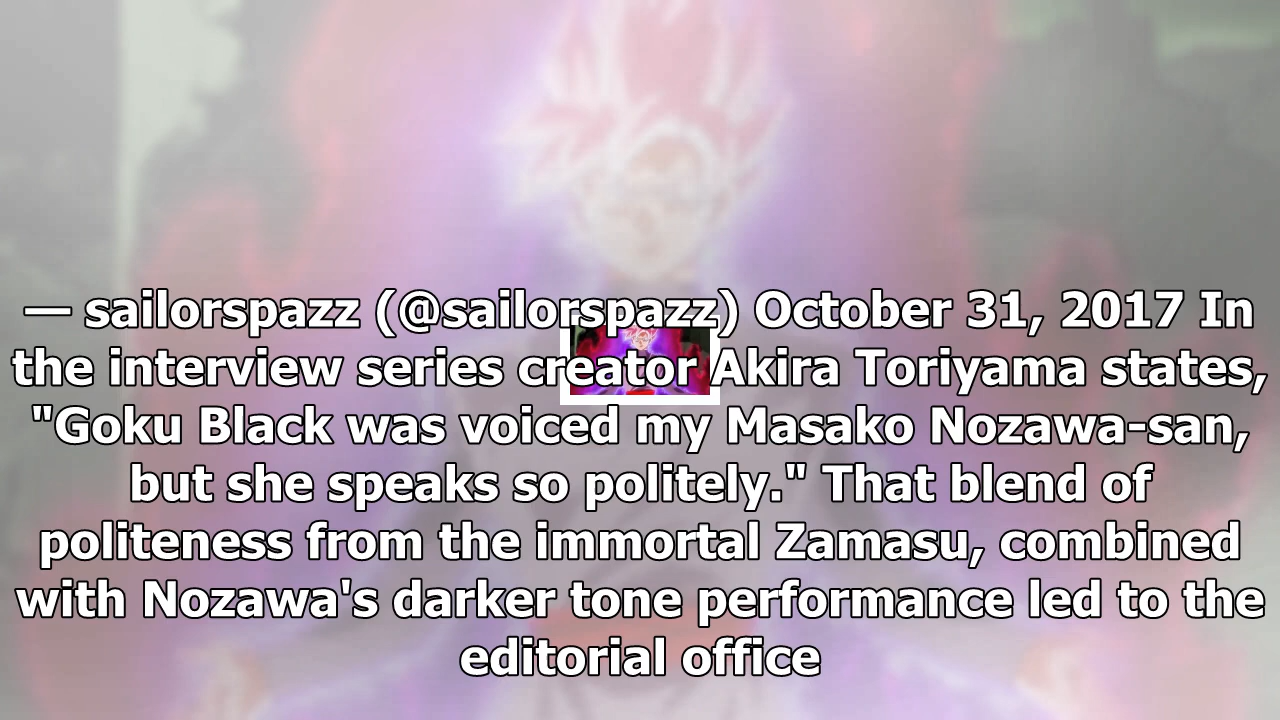 — sailorspazz (@sailorspazz) October 31, 2017 In
the interview series creator Akira Toriyama states,
"Goku Black was voiced my Masako Nozawa-san,
but she speaks so politely." That blend of
politeness from the immortal Zamasu, combined
with Nozawa's darker tone performance led to the
editorial office